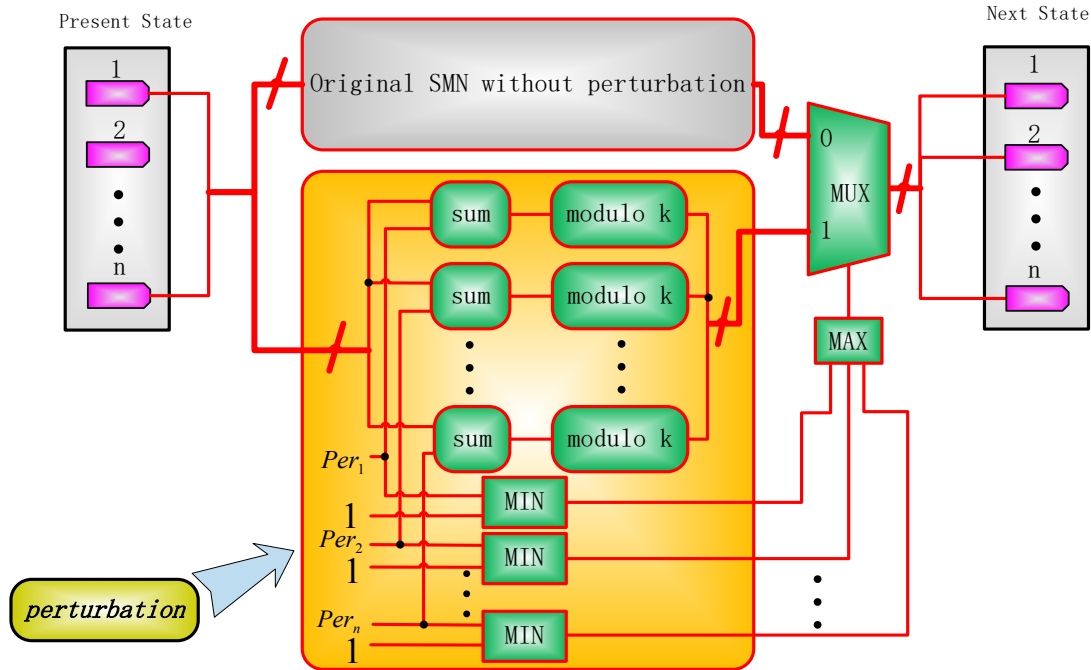 Present State
Next State
1
2
n
Original SMN without perturbation
0
MUX
1
1
2
n
sum
modulo k
sum
modulo k
MAX
sum
modulo k
Per1
MIN
1
Per2
MIN
1
perturbation
Pern
MIN
1